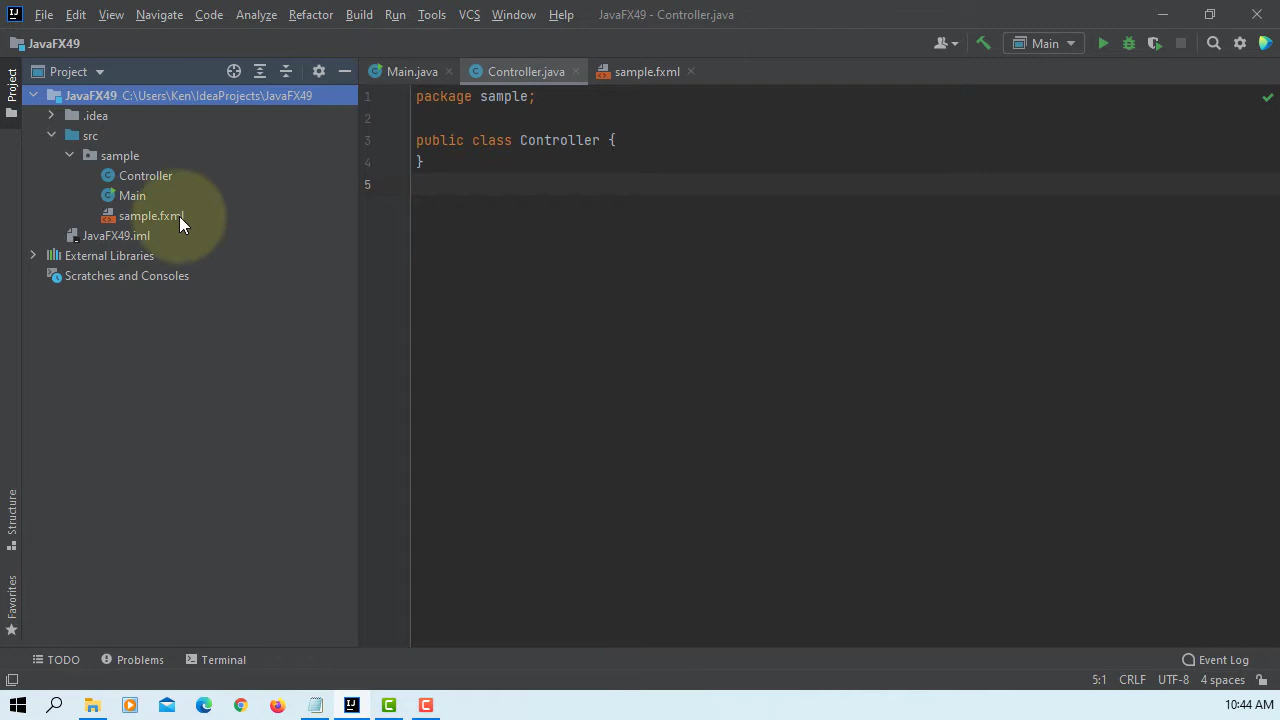 File Edit View Navigate Code Analyze Refactor Build Run Tools VCS Window Help JavaFX49 - Controller.java
JavaFX49
Main
Project
Project
Main.java
Controller.java
sample.fxml
JavaFX49 C:\Users\Ken\IdeaProjects\JavaFX49
.idea
src
sample
Controller
Main
sample.fxml
JavaFX49.iml
External Libraries
Scratches and Consoles
1 package sample;
2
3 public class Controller {
4 }
5
Structure
Favorites
TODO Problems Terminal Event Log
5:1 CRLF UTF-8 4 spaces
10:44 AM